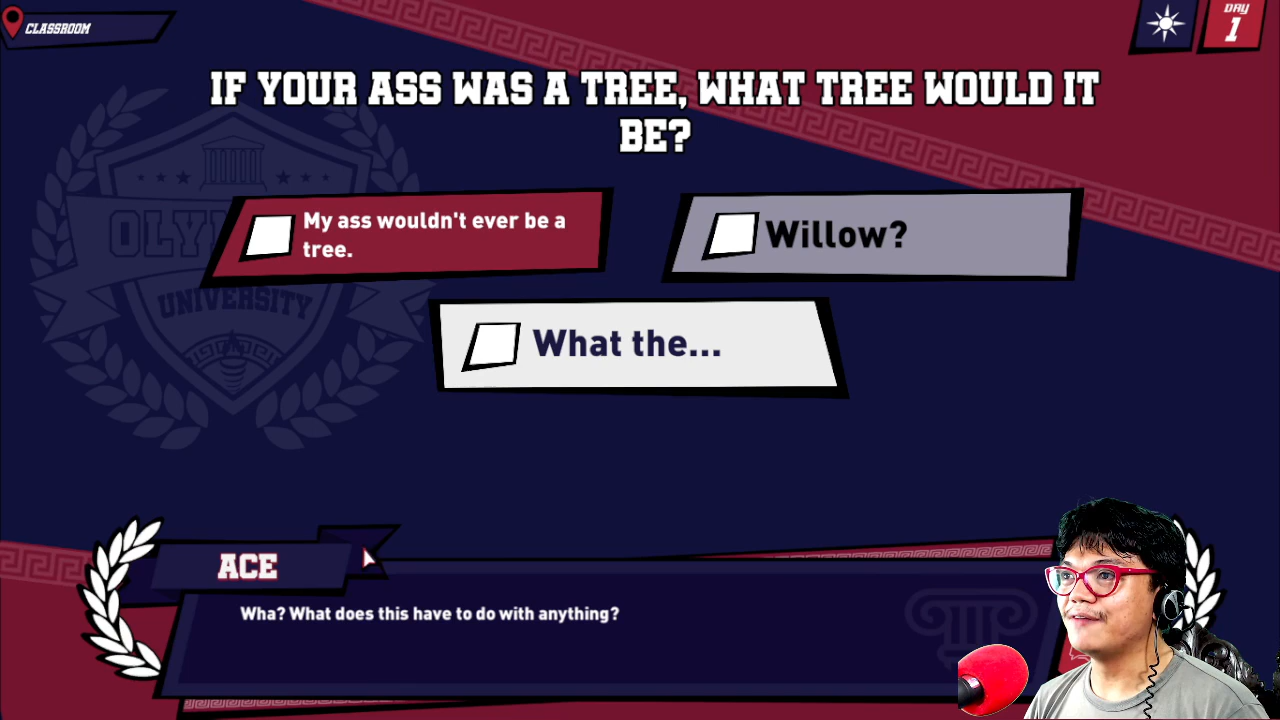 CLASSROOM
DAY
1
IF YOUR ASS WAS A TREE, WHAT TREE WOULD IT
BE?
My ass wouldn't ever be a
tree.
Willow?
UNIVERSITY
What the...
ACE
Wha? What does this have to do with anything?